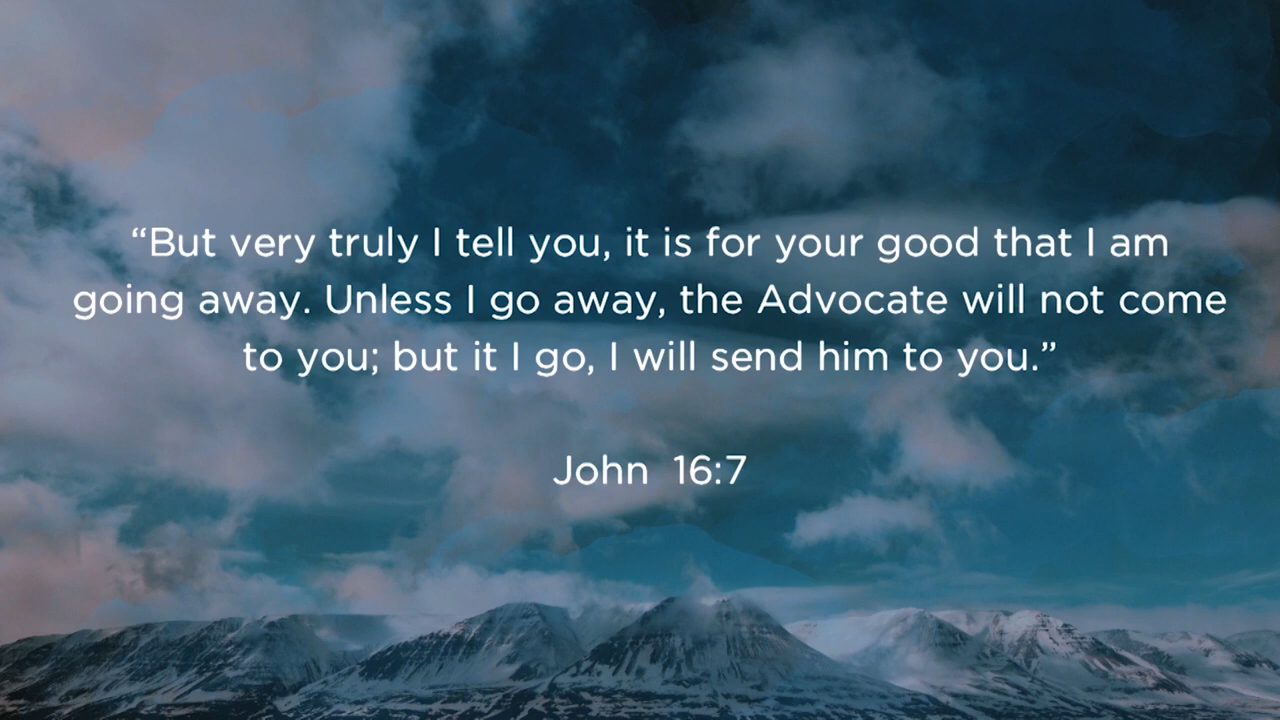 “But very truly I tell you, it is for your good that I am
going away. Unless I go away, the Advocate will not come
to you; but it I go, I will send him to you.”
John 16:7